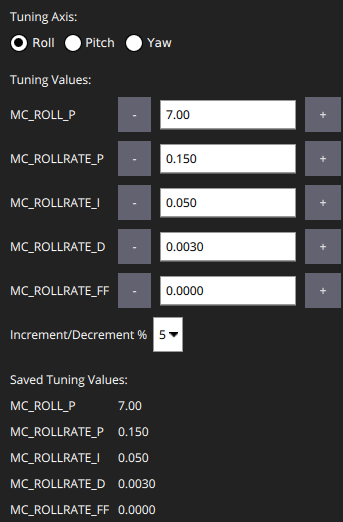 Tuning Axis:
Roll Pitch Yaw
Tuning Values:
MC_ROLL_P - 7.00 +
MC_ROLLRATE_P - 0.150 +
MC_ROLLRATE_I - 0.050 +
MC_ROLLRATE_D - 0.0030 +
MC_ROLLRATE_FF - 0.0000 +
Increment/Decrement % 5
Saved Tuning Values:
MC_ROLL_P 7.00
MC_ROLLRATE_P 0.150
MC_ROLLRATE_I 0.050
MC_ROLLRATE_D 0.0030
MC_ROLLRATE_FF 0.0000